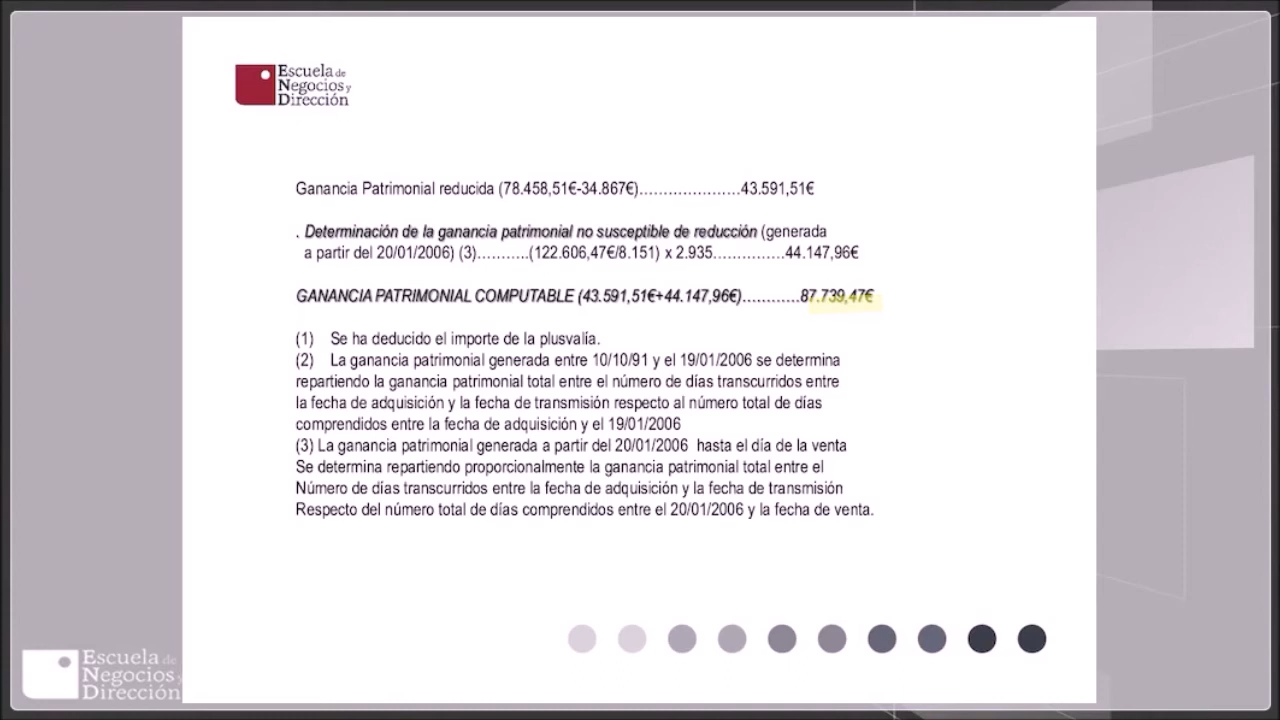 Escuela de
Negocios y
Dirección
Ganancia Patrimonial reducida (78.458,51€-34.867€)…………………43.591,51€
. Determinación de la ganancia patrimonial no susceptible de reducción (generada
a partir del 20/01/2006) (3)………..(122.606,47€/8.151) x 2.935……………44.147,96€
GANANCIA PATRIMONIAL COMPUTABLE (43.591,51€+44.147,96€)…………87.739,47€
(1) Se ha deducido el importe de la plusvalía.
(2) La ganancia patrimonial generada entre 10/10/91 y el 19/01/2006 se determina
repartiendo la ganancia patrimonial total entre el número de días transcurridos entre
la fecha de adquisición y la fecha de transmisión respecto al número total de días
comprendidos entre la fecha de adquisición y el 19/01/2006
(3) La ganancia patrimonial generada a partir del 20/01/2006 hasta el día de la venta
Se determina repartiendo proporcionalmente la ganancia patrimonial total entre el
Número de días transcurridos entre la fecha de adquisición y la fecha de transmisión
Respecto del número total de días comprendidos entre el 20/01/2006 y la fecha de venta.
Escuela de
Negocios y
Dirección